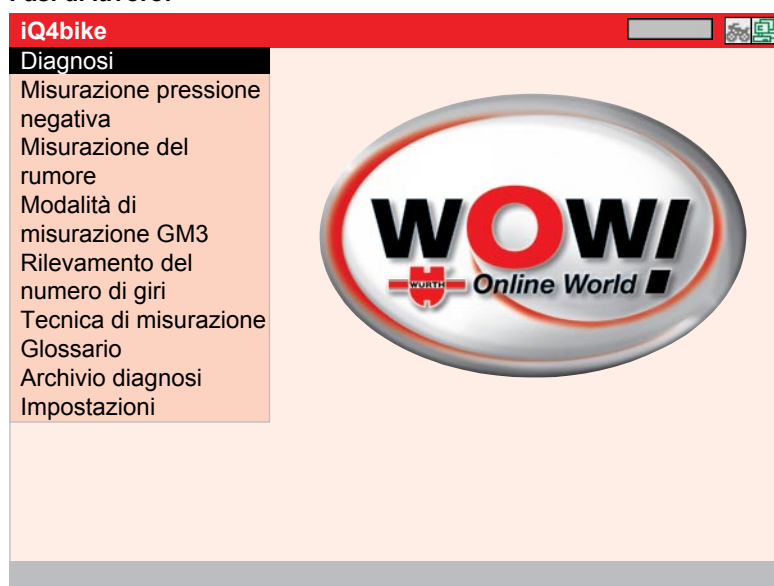 iQ4bike
Diagnosi
Misurazione pressione
negativa
Misurazione del
rumore
Modalità di
misurazione GM3
Rilevamento del
numero di giri
Tecnica di misurazione
Glossario
Archivio diagnosi
Impostazioni
WOW!
WURTH Online World